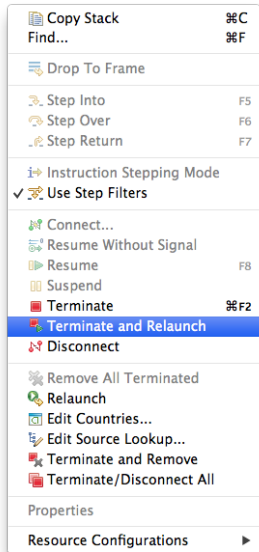 Copy Stack ⌘C
Find... ⌘F
Drop To Frame
Step Into F5
Step Over F6
Step Return F7
Instruction Stepping Mode
Use Step Filters
Connect...
Resume Without Signal
Resume F8
Suspend
Terminate ⌘F2
Terminate and Relaunch
Disconnect
Remove All Terminated
Relaunch
Edit Countries...
Edit Source Lookup...
Terminate and Remove
Terminate/Disconnect All
Properties
Resource Configurations